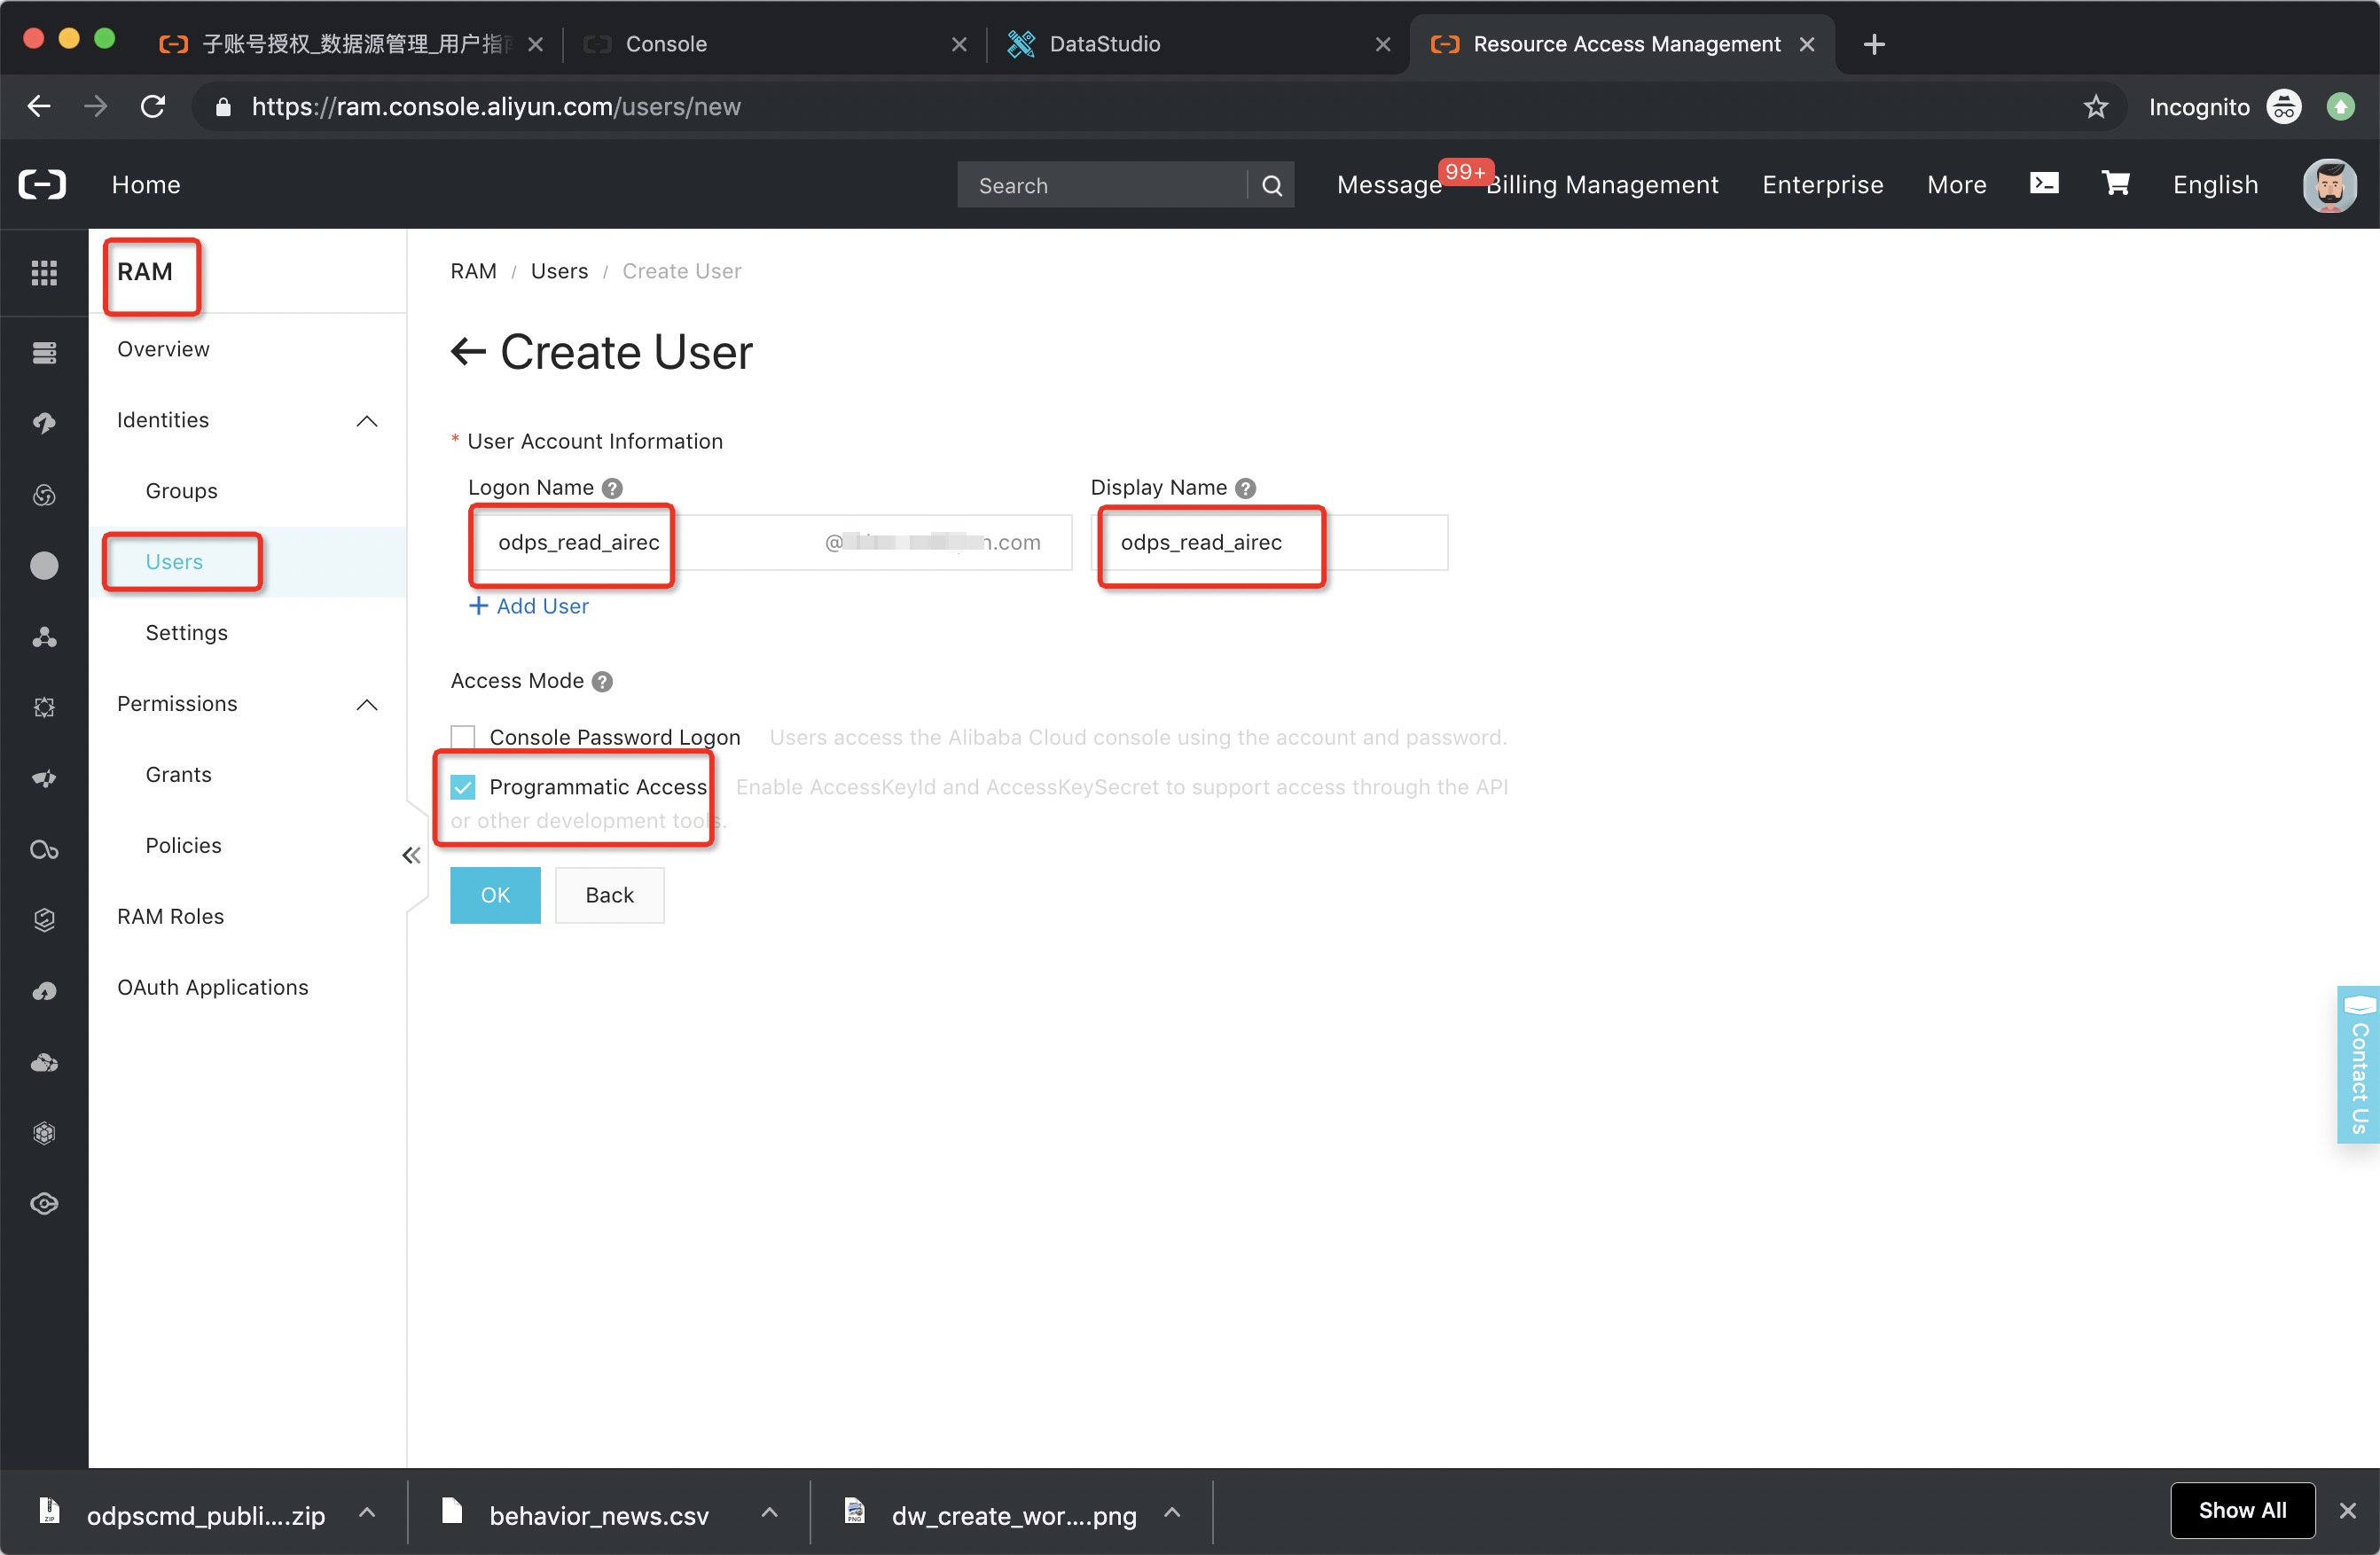 子账号授权_数据源管理_用户指
Console
DataStudio
Resource Access Management
https://ram.console.aliyun.com/users/new
Incognito
Home
Search
Message
99+
Billing Management
Enterprise
More
English
RAM
Overview
Identities
Groups
Users
Settings
Permissions
Grants
Policies
RAM Roles
OAuth Applications
RAM / Users / Create User
Create User
* User Account Information
Logon Name
Display Name
odps_read_airec
n.com
odps_read_airec
+ Add User
Access Mode
Console Password Logon Users access the Alibaba Cloud console using the account and password.
Programmatic Access Enable AccessKeyId and AccessKeySecret to support access through the API
or other development tools.
OK
Back
Contact Us
odpscmd_publi....zip
behavior_news.csv
dw_create_wor....png
Show All